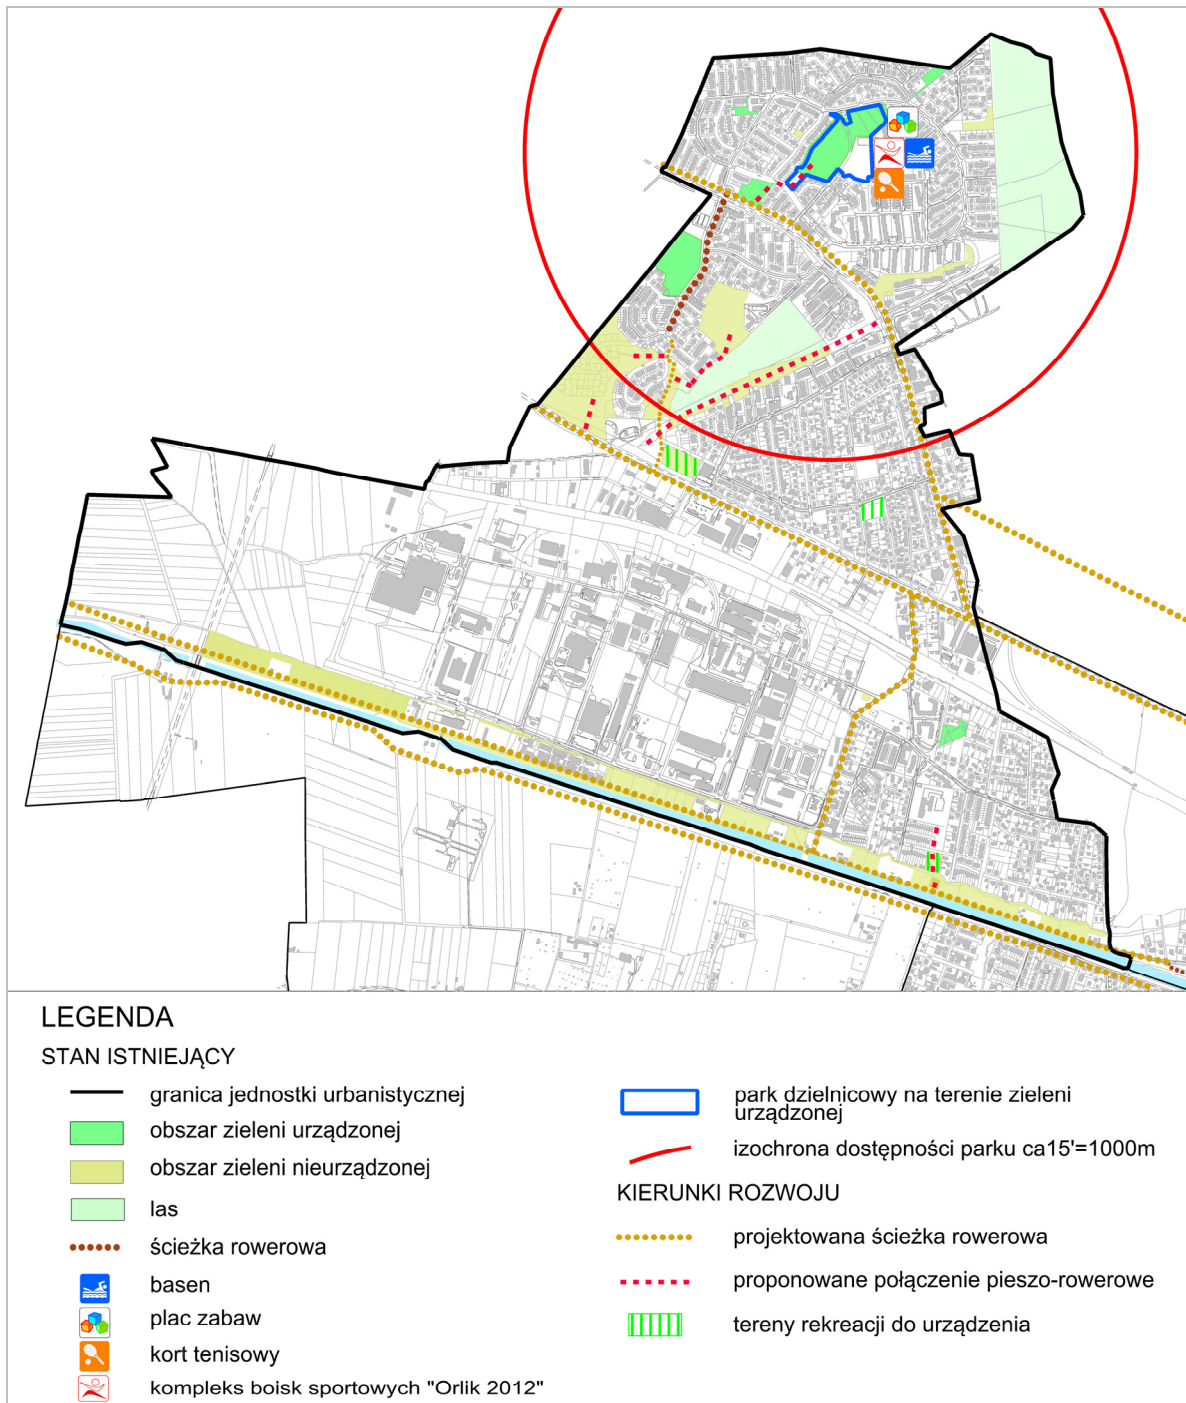 LEGENDA
STAN ISTNIEJĄCY
granica jednostki urbanistycznej
obszar zieleni urządzonej
obszar zieleni nieurządzonej
las
ścieżka rowerowa
basen
plac zabaw
kort tenisowy
kompleks boisk sportowych "Orlik 2012"
park dzielnicowy na terenie zieleni
urządzonej
izochrona dostępności parku ca15'=1000m
KIERUNKI ROZWOJU
projektowana ścieżka rowerowa
proponowane połączenie pieszo-rowerowe
tereny rekreacji do urządzenia